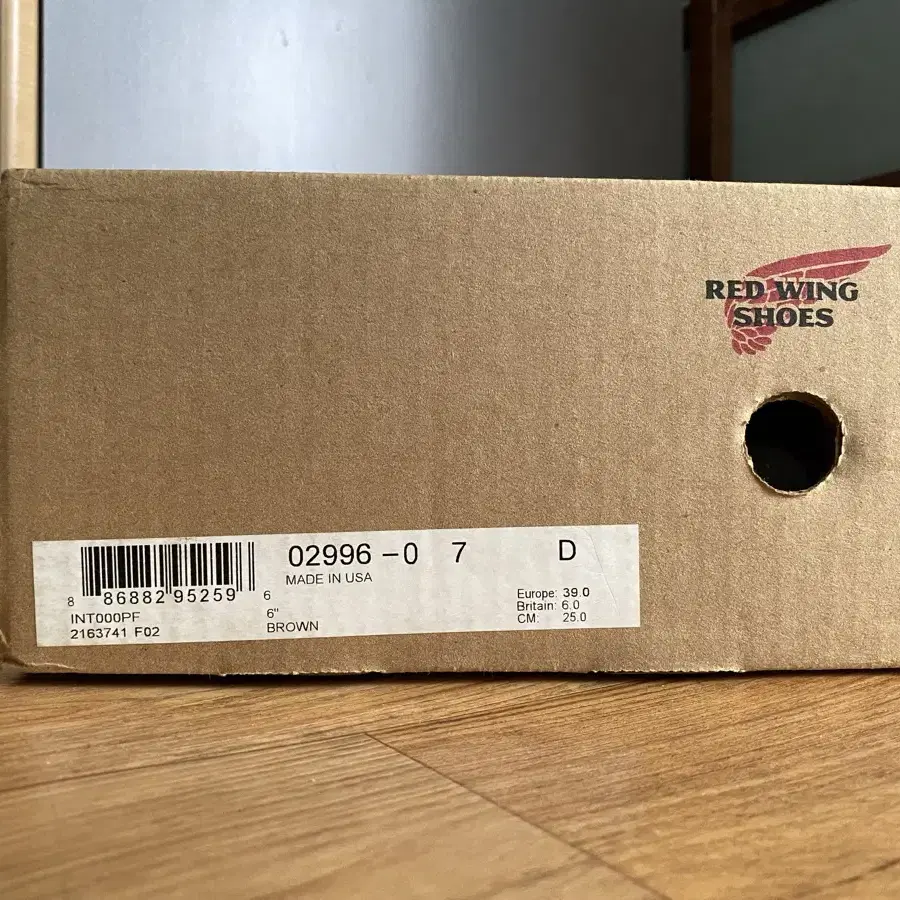 RED WING
SHOES
02996-0 7 D
MADE IN USA
8 86882 95259 6
INT000PF
2163741 F02
6"
BROWN
Europe: 39.0
Britain: 6.0
CM: 25.0